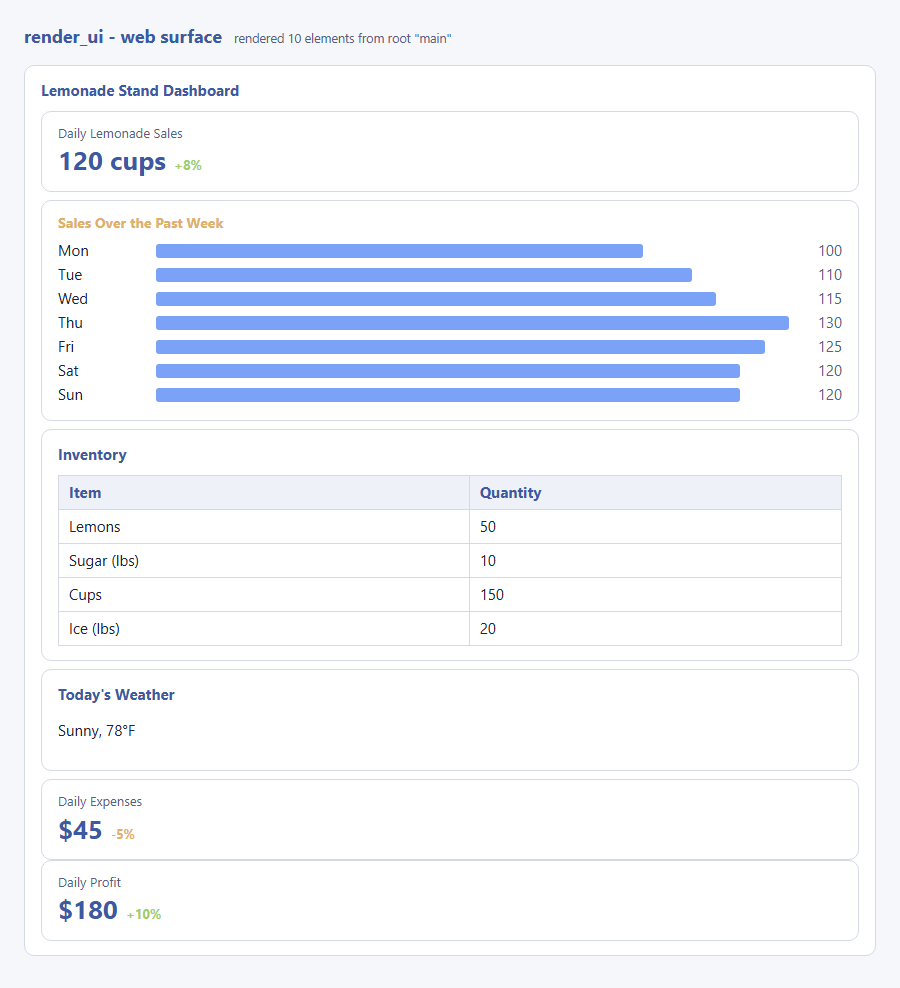 render_ui - web surface rendered 10 elements from root "main"
Lemonade Stand Dashboard
Daily Lemonade Sales
120 cups +8%
Sales Over the Past Week
Mon 100
Tue 110
Wed 115
Thu 130
Fri 125
Sat 120
Sun 120
Inventory
Item Quantity
Lemons 50
Sugar (lbs) 10
Cups 150
Ice (lbs) 20
Today's Weather
Sunny, 78°F
Daily Expenses
$45 -5%
Daily Profit
$180 +10%